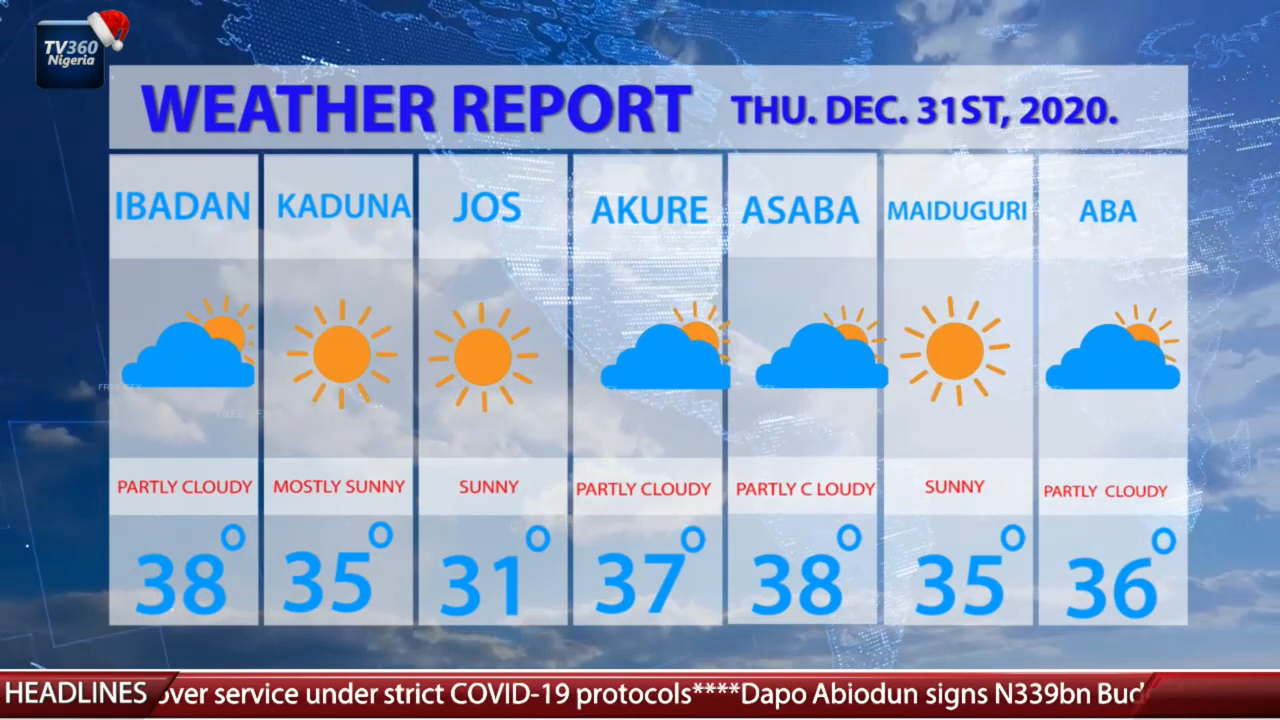 TV360
Nigeria
WEATHER REPORT THU. DEC. 31ST, 2020.
IBADAN KADUNA JOS AKURE ASABA MAIDUGURI ABA
PARTLY CLOUDY MOSTLY SUNNY SUNNY PARTLY CLOUDY PARTLY C LOUDY SUNNY PARTLY CLOUDY
38° 35° 31° 37° 38° 35° 36°
HEADLINES over service under strict COVID-19 protocols****Dapo Abiodun signs N339bn Bud